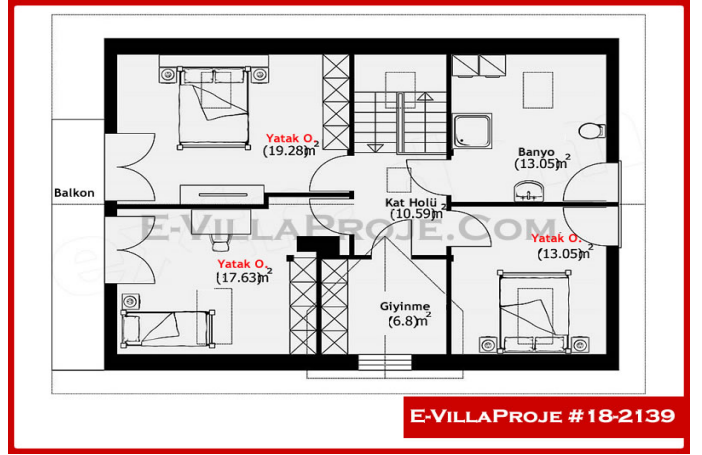 Yatak O.
(19.28)m²
Banyo
(13.05)m²
Balkon
Kat Holü
(10.59)m²
E-VillaProje.Com
Yatak O.
(13.05)m²
Yatak O.
(17.63)m²
Giyinme
(6.8)m²
E-VillaProje #18-2139